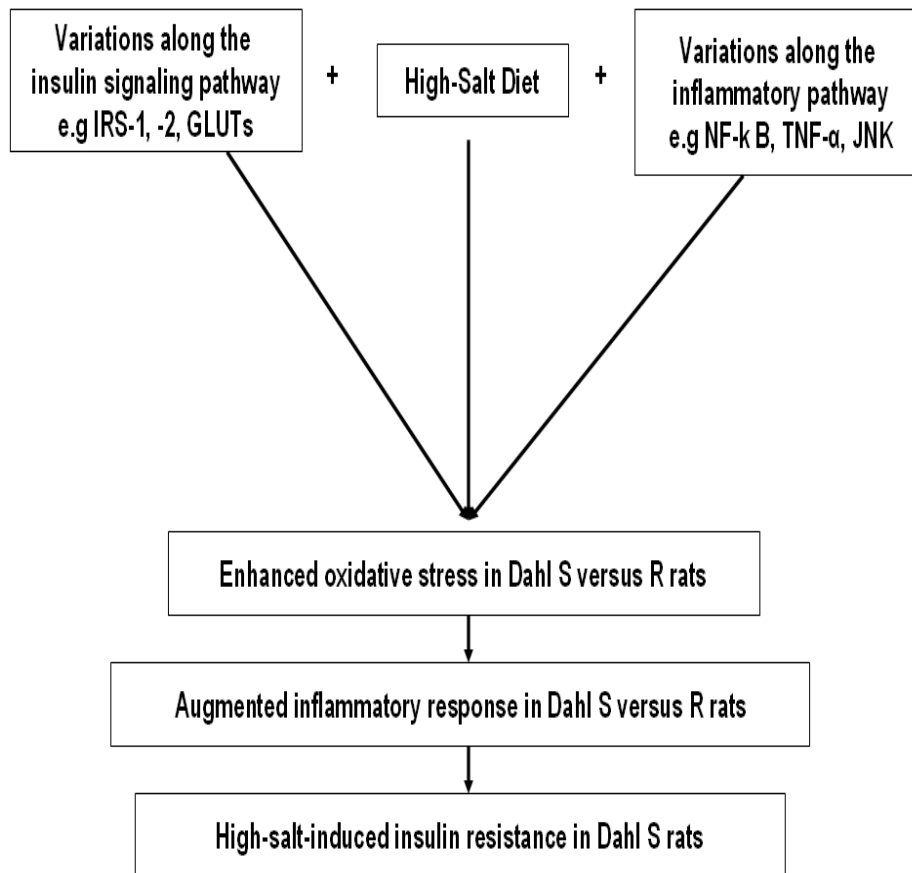 Variations along the
insulin signaling pathway
e.g IRS-1, -2, GLUTs
+
High-Salt Diet
+
Variations along the
inflammatory pathway
e.g NF-k B, TNF-α, JNK
Enhanced oxidative stress in Dahl S versus R rats
Augmented inflammatory response in Dahl S versus R rats
High-salt-induced insulin resistance in Dahl S rats